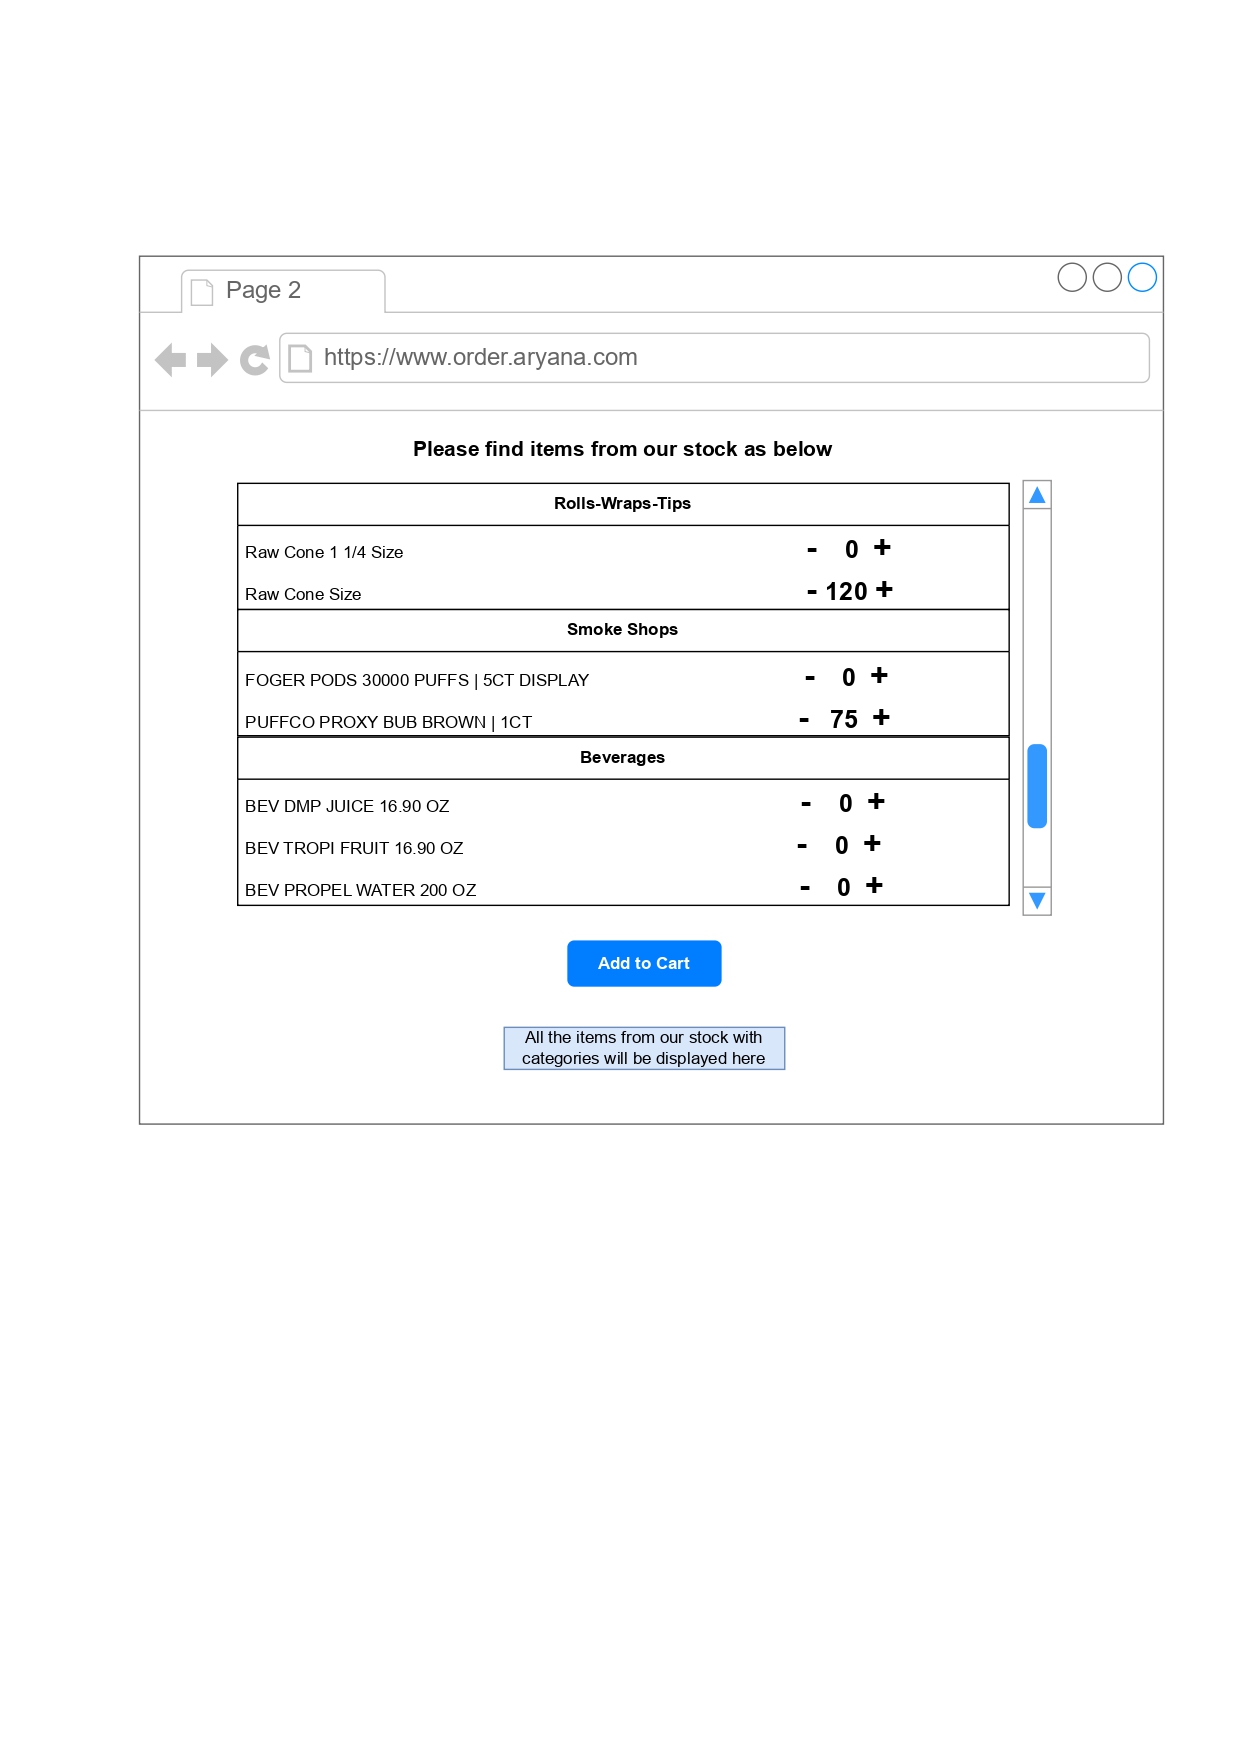 Page 2
https://www.order.aryana.com
Please find items from our stock as below
Rolls-Wraps-Tips
Raw Cone 1 1/4 Size - 0 +
Raw Cone Size - 120 +
Smoke Shops
FOGER PODS 30000 PUFFS | 5CT DISPLAY - 0 +
PUFFCO PROXY BUB BROWN | 1CT - 75 +
Beverages
BEV DMP JUICE 16.90 OZ - 0 +
BEV TROPI FRUIT 16.90 OZ - 0 +
BEV PROPEL WATER 200 OZ - 0 +
Add to Cart
All the items from our stock with
categories will be displayed here